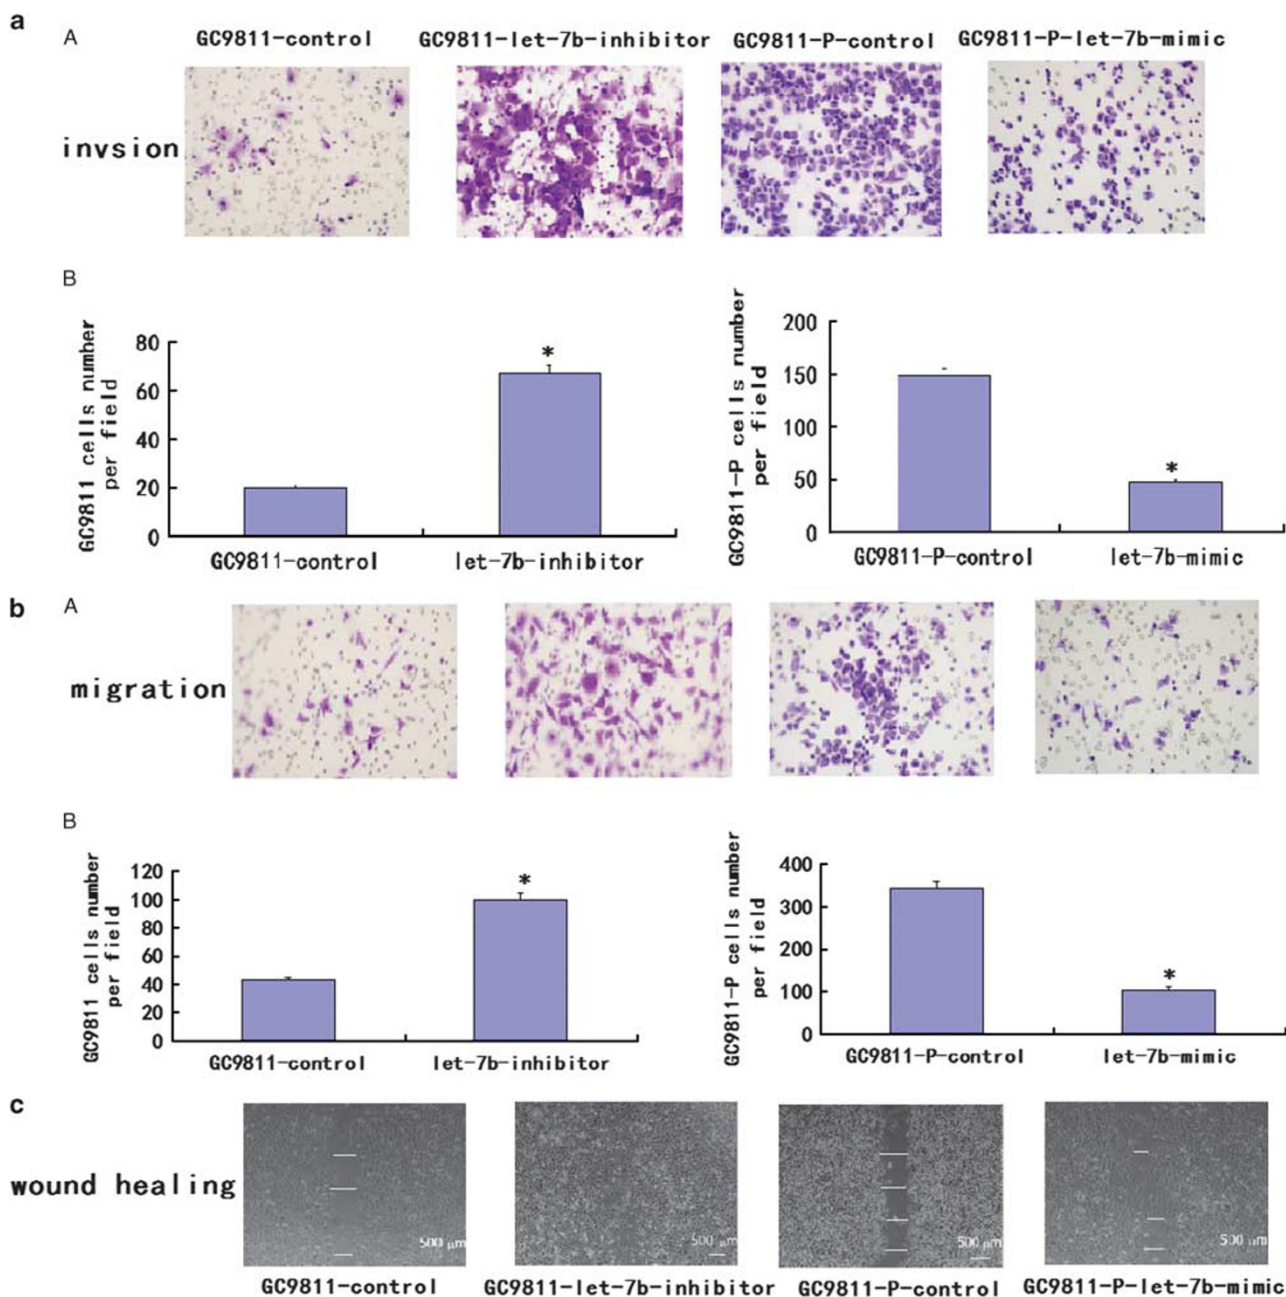 a
A
GC9811-control GC9811-let-7b-inhibitor GC9811-P-control GC9811-P-let-7b-mimic
invsion
B
GC9811 cells number
per field
80
60
40
20
0
GC9811-control let-7b-inhibitor
GC9811-P cells number
per field
200
150
100
50
0
GC9811-P-control let-7b-mimic
*
*
b
A
migration
B
GC9811 cells number
per field
120
100
80
60
40
20
0
GC9811-control let-7b-inhibitor
*
GC9811-P cells number
per field
400
300
200
100
0
GC9811-P-control let-7b-mimic
*
c
wound healing
500 μm 500 μm 500 μm 500 μm
GC9811-control GC9811-let-7b-inhibitor GC9811-P-control GC9811-P-let-7b-mimic